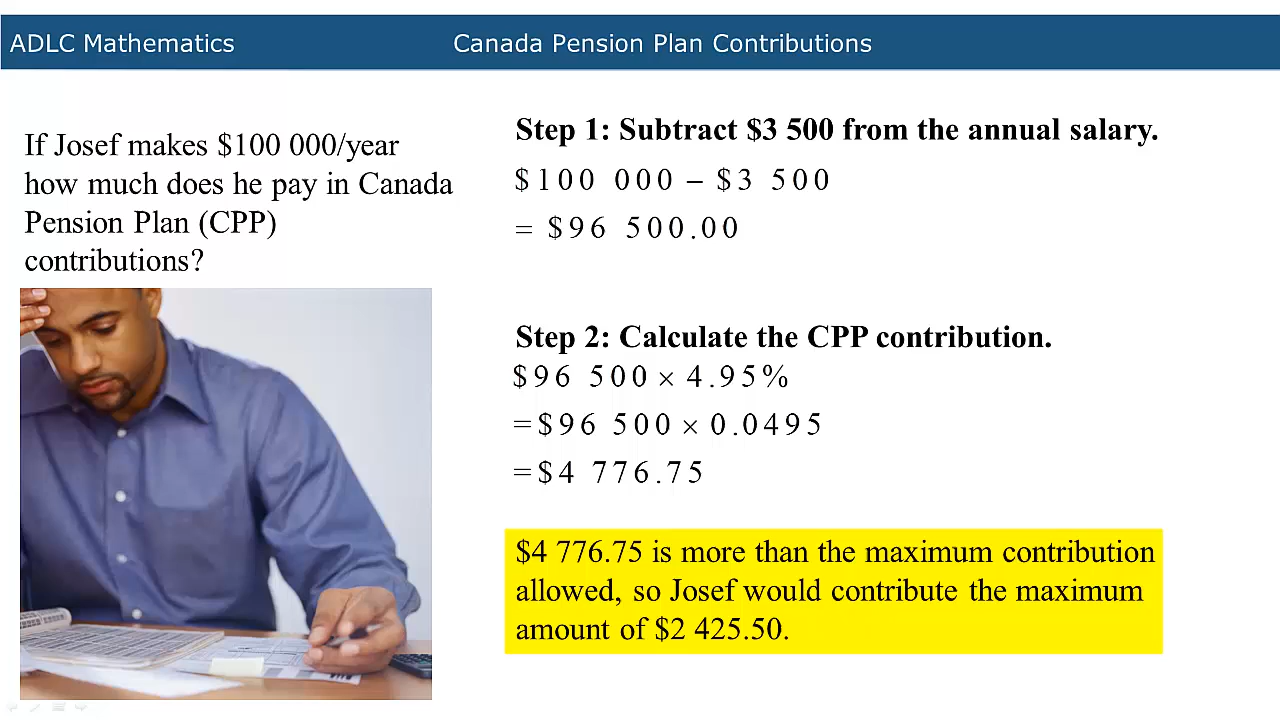 ADLC Mathematics
Canada Pension Plan Contributions
If Josef makes $100 000/year
how much does he pay in Canada
Pension Plan (CPP)
contributions?
Step 1: Subtract $3 500 from the annual salary.
$100 000 – $3 500
= $96 500.00
Step 2: Calculate the CPP contribution.
$96 500 × 4.95%
=$96 500 × 0.0495
=$4 776.75
$4 776.75 is more than the maximum contribution
allowed, so Josef would contribute the maximum
amount of $2 425.50.